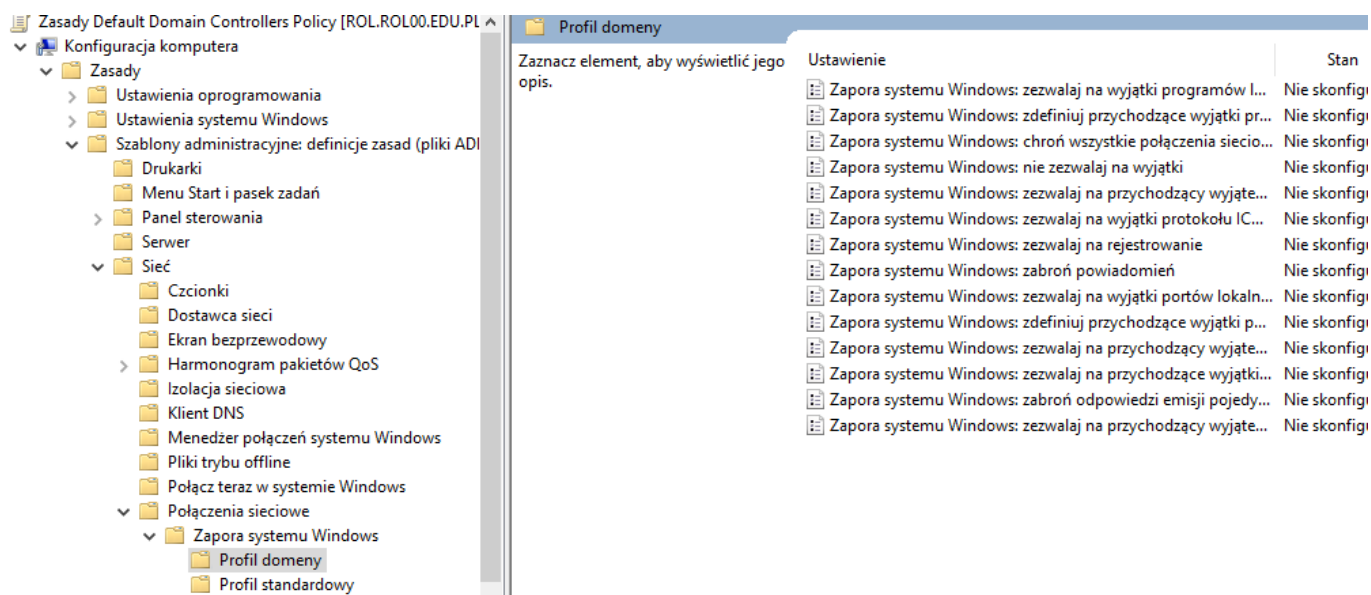 Zasady Default Domain Controllers Policy [ROL.ROL00.EDU.PL
Konfiguracja komputera
Zasady
Ustawienia oprogramowania
Ustawienia systemu Windows
Szablony administracyjne: definicje zasad (pliki ADI
Drukarki
Menu Start i pasek zadań
Panel sterowania
Serwer
Sieć
Czcionki
Dostawca sieci
Ekran bezprzewodowy
Harmonogram pakietów QoS
Izolacja sieciowa
Klient DNS
Menedżer połączeń systemu Windows
Pliki trybu offline
Połącz teraz w systemie Windows
Połączenia sieciowe
Zapora systemu Windows
Profil domeny
Profil standardowy
Profil domeny
Zaznacz element, aby wyświetlić jego
opis.
Ustawienie Stan
Zapora systemu Windows: zezwalaj na wyjątki programów l... Nie skonfigu
Zapora systemu Windows: zdefiniuj przychodzące wyjątki pr... Nie skonfigu
Zapora systemu Windows: chroń wszystkie połączenia siecio... Nie skonfigu
Zapora systemu Windows: nie zezwalaj na wyjątki Nie skonfigu
Zapora systemu Windows: zezwalaj na przychodzący wyjąte... Nie skonfigu
Zapora systemu Windows: zezwalaj na wyjątki protokołu IC... Nie skonfigu
Zapora systemu Windows: zezwalaj na rejestrowanie Nie skonfigu
Zapora systemu Windows: zabroń powiadomień Nie skonfigu
Zapora systemu Windows: zezwalaj na wyjątki portów lokaln... Nie skonfigu
Zapora systemu Windows: zdefiniuj przychodzące wyjątki p... Nie skonfigu
Zapora systemu Windows: zezwalaj na przychodzący wyjąte... Nie skonfigu
Zapora systemu Windows: zezwalaj na przychodzące wyjątki... Nie skonfigu
Zapora systemu Windows: zabroń odpowiedzi emisji pojedy... Nie skonfigu
Zapora systemu Windows: zezwalaj na przychodzący wyjąte... Nie skonfigu